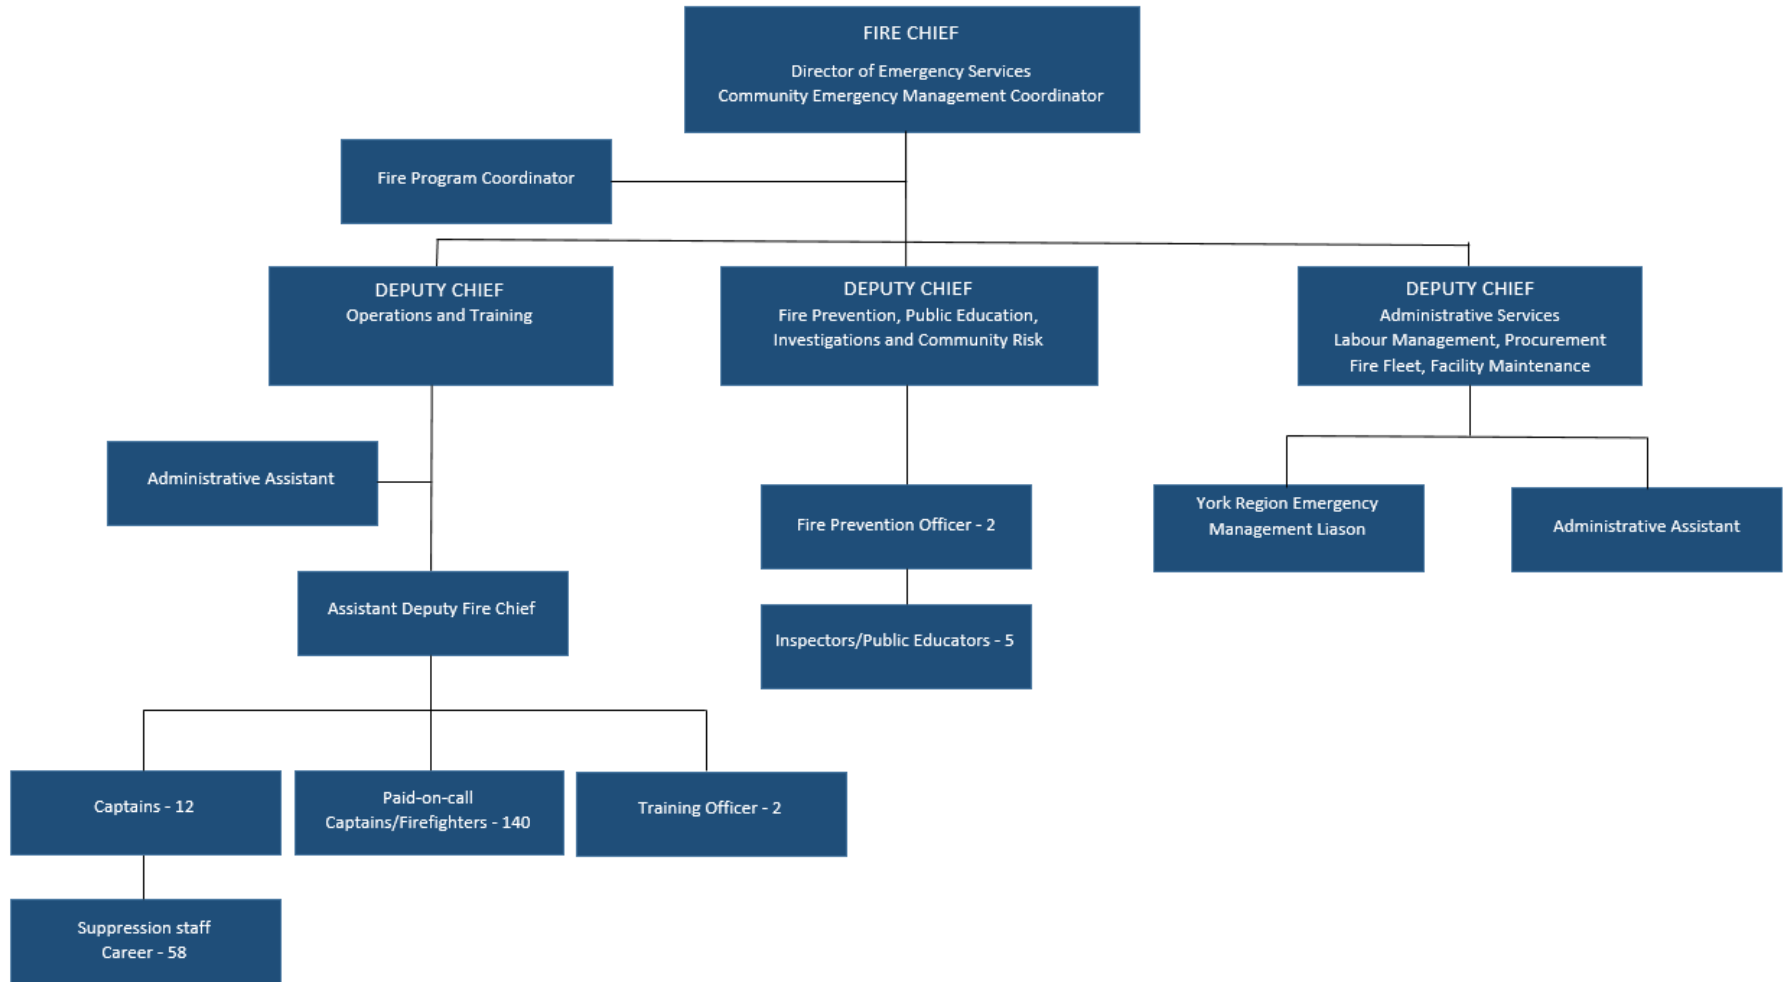 FIRE CHIEF
Director of Emergency Services
Community Emergency Management Coordinator
Fire Program Coordinator
DEPUTY CHIEF
Operations and Training
DEPUTY CHIEF
Fire Prevention, Public Education,
Investigations and Community Risk
DEPUTY CHIEF
Administrative Services
Labour Management, Procurement
Fire Fleet, Facility Maintenance
Administrative Assistant
Fire Prevention Officer - 2
York Region Emergency
Management Liason
Administrative Assistant
Assistant Deputy Fire Chief
Inspectors/Public Educators - 5
Captains - 12
Paid-on-call
Captains/Firefighters - 140
Training Officer - 2
Suppression staff
Career - 58